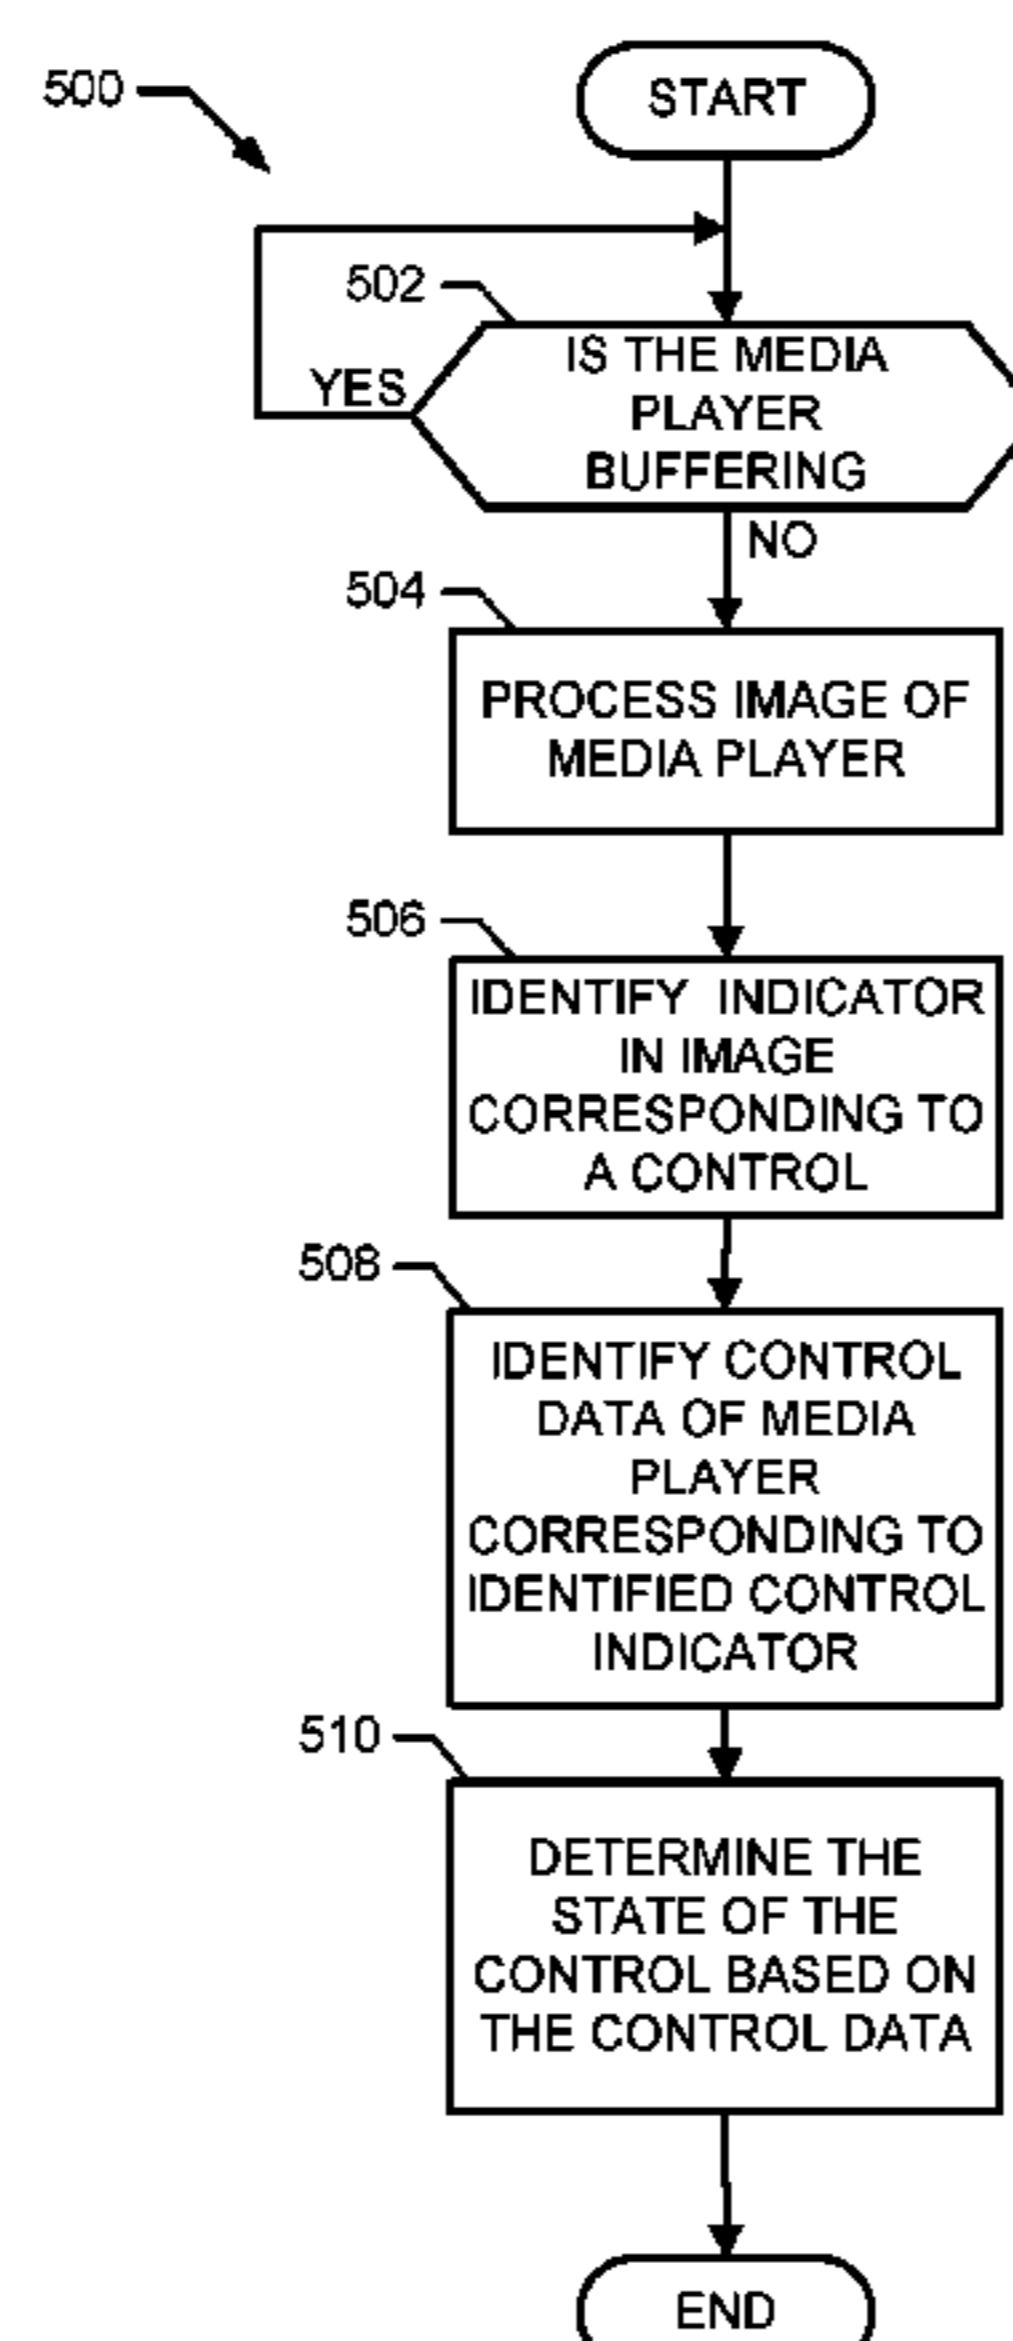 500
START
502
YES
IS THE MEDIA
PLAYER
BUFFERING
NO
504
PROCESS IMAGE OF
MEDIA PLAYER
506
IDENTIFY INDICATOR
IN IMAGE
CORRESPONDING TO
A CONTROL
508
IDENTIFY CONTROL
DATA OF MEDIA
PLAYER
CORRESPONDING TO
IDENTIFIED CONTROL
INDICATOR
510
DETERMINE THE
STATE OF THE
CONTROL BASED ON
THE CONTROL DATA
END